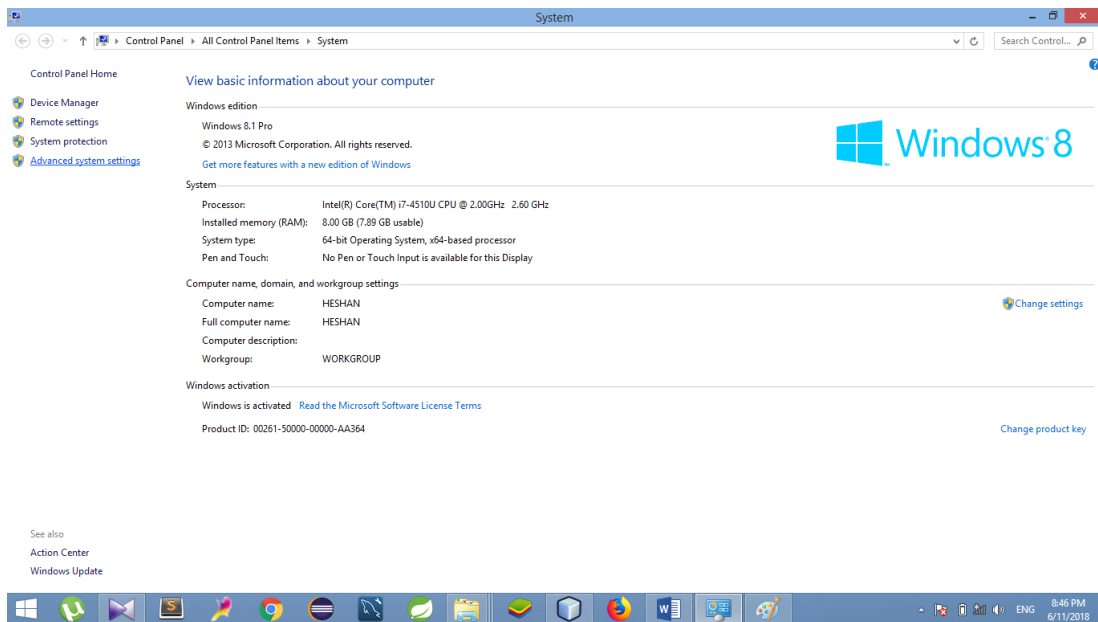 System
Control Panel All Control Panel Items System
Search Control...
Control Panel Home
Device Manager
Remote settings
System protection
Advanced system settings
View basic information about your computer
Windows edition
Windows 8.1 Pro
© 2013 Microsoft Corporation. All rights reserved.
Get more features with a new edition of Windows
Windows 8
System
Processor: Intel(R) Core(TM) i7-4510U CPU @ 2.00GHz 2.60 GHz
Installed memory (RAM): 8.00 GB (7.89 GB usable)
System type: 64-bit Operating System, x64-based processor
Pen and Touch: No Pen or Touch Input is available for this Display
Computer name, domain, and workgroup settings
Computer name: HESHAN
Change settings
Full computer name: HESHAN
Computer description:
Workgroup: WORKGROUP
Windows activation
Windows is activated Read the Microsoft Software License Terms
Product ID: 00261-50000-00000-AA364
Change product key
See also
Action Center
Windows Update
ENG
8:46 PM
6/11/2018